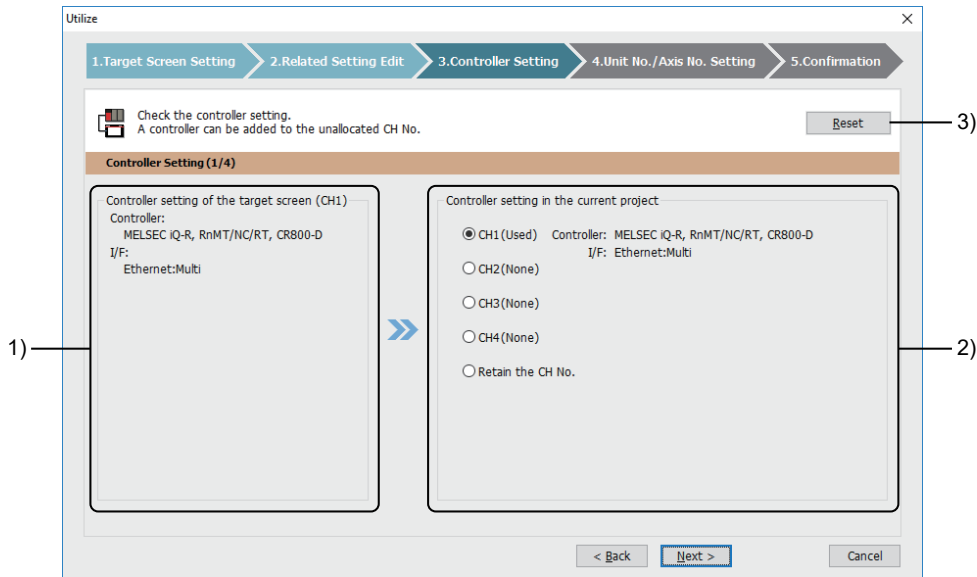 Utilize
1.Target Screen Setting 2.Related Setting Edit 3.Controller Setting 4.Unit No./Axis No. Setting 5.Confirmation
Check the controller setting.
A controller can be added to the unallocated CH No.
Reset
3)
Controller Setting (1/4)
Controller setting of the target screen (CH1)
Controller:
MELSEC iQ-R, RnMT/NC/RT, CR800-D
I/F:
Ethernet:Multi
1)
Controller setting in the current project
CH1(Used) Controller: MELSEC iQ-R, RnMT/NC/RT, CR800-D
I/F: Ethernet:Multi
CH2(None)
CH3(None)
CH4(None)
Retain the CH No.
2)
< Back Next > Cancel